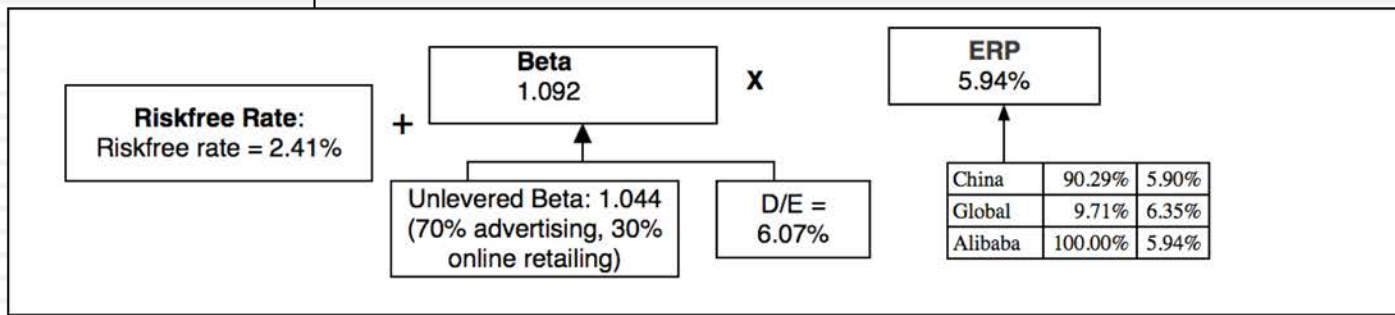 Riskfree Rate:
Riskfree rate = 2.41%
+
Beta
1.092
X
ERP
5.94%
Unlevered Beta: 1.044
(70% advertising, 30%
online retailing)
D/E =
6.07%
China 90.29% 5.90%
Global 9.71% 6.35%
Alibaba 100.00% 5.94%